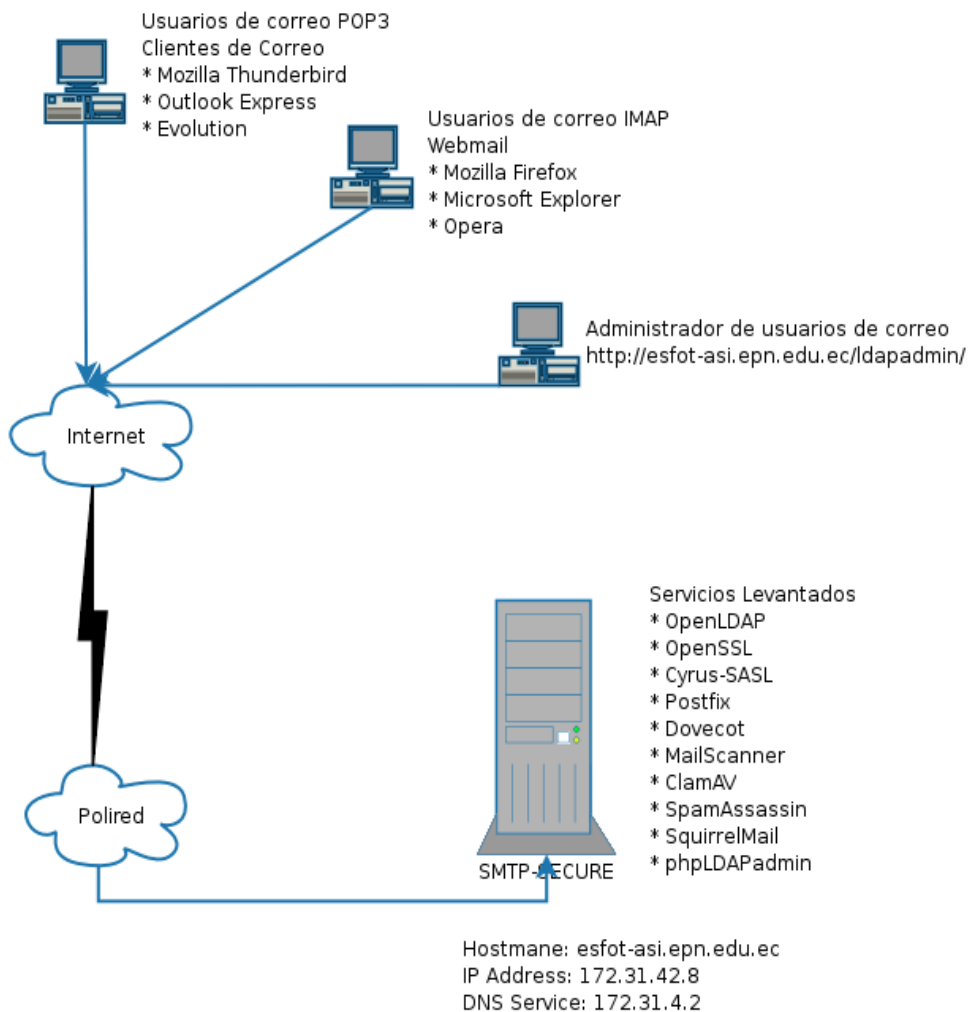 Usuarios de correo POP3
Clientes de Correo
* Mozilla Thunderbird
* Outlook Express
* Evolution
Usuarios de correo IMAP
Webmail
* Mozilla Firefox
* Microsoft Explorer
* Opera
Administrador de usuarios de correo
http://esfot-asi.epn.edu.ec/ldapadmin/
Internet
Servicios Levantados
* OpenLDAP
* OpenSSL
* Cyrus-SASL
* Postfix
* Dovecot
* MailScanner
* ClamAV
* SpamAssassin
* SquirrelMail
* phpLDAPadmin
Polired
SMTP-SECURE
Hostmane: esfot-asi.epn.edu.ec
IP Address: 172.31.42.8
DNS Service: 172.31.4.2